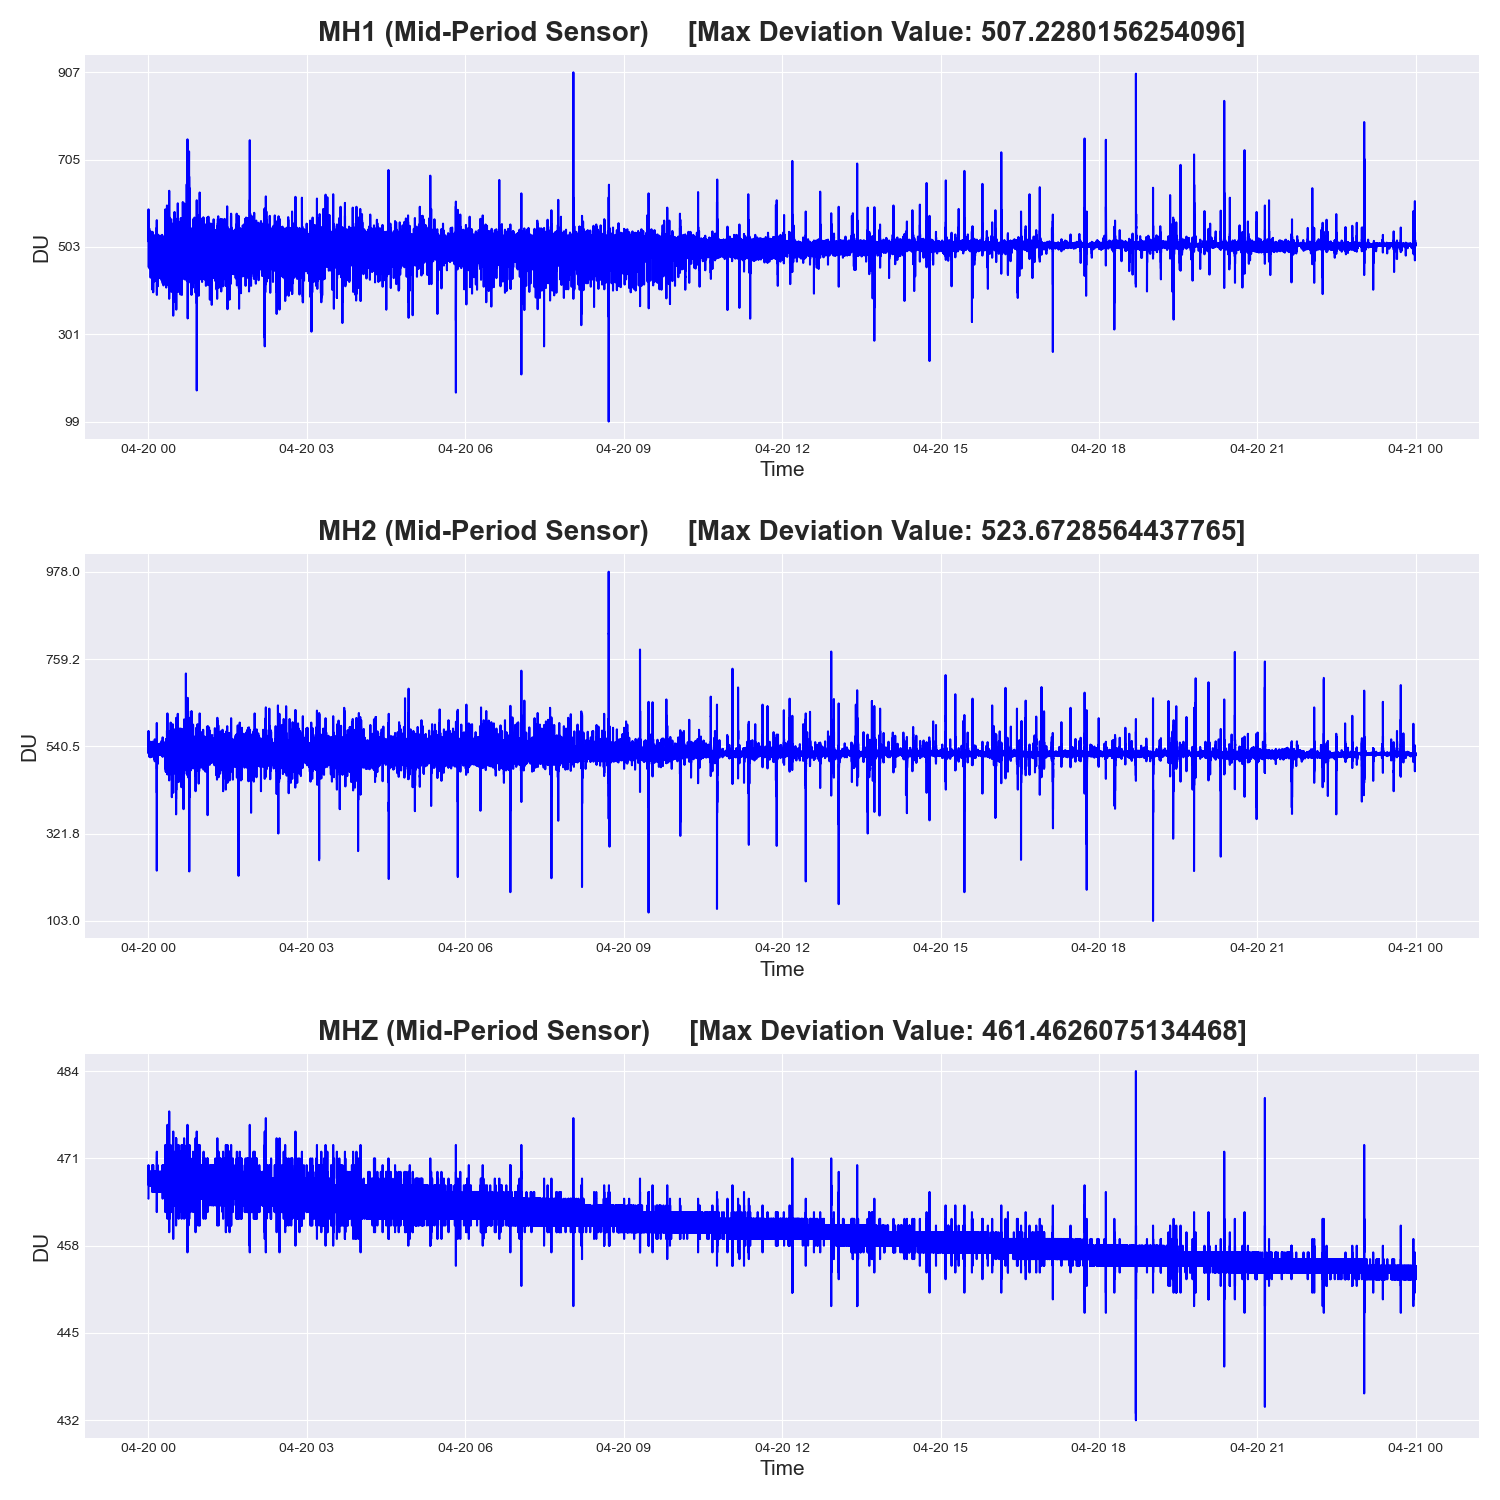 MH1 (Mid-Period Sensor) [Max Deviation Value: 507.2280156254096]
907
705
503
301
99
DU
04-20 00 04-20 03 04-20 06 04-20 09 04-20 12 04-20 15 04-20 18 04-20 21 04-21 00
Time
MH2 (Mid-Period Sensor) [Max Deviation Value: 523.6728564437765]
978.0
759.2
540.5
321.8
103.0
DU
04-20 00 04-20 03 04-20 06 04-20 09 04-20 12 04-20 15 04-20 18 04-20 21 04-21 00
Time
MHZ (Mid-Period Sensor) [Max Deviation Value: 461.4626075134468]
484
471
458
445
432
DU
04-20 00 04-20 03 04-20 06 04-20 09 04-20 12 04-20 15 04-20 18 04-20 21 04-21 00
Time